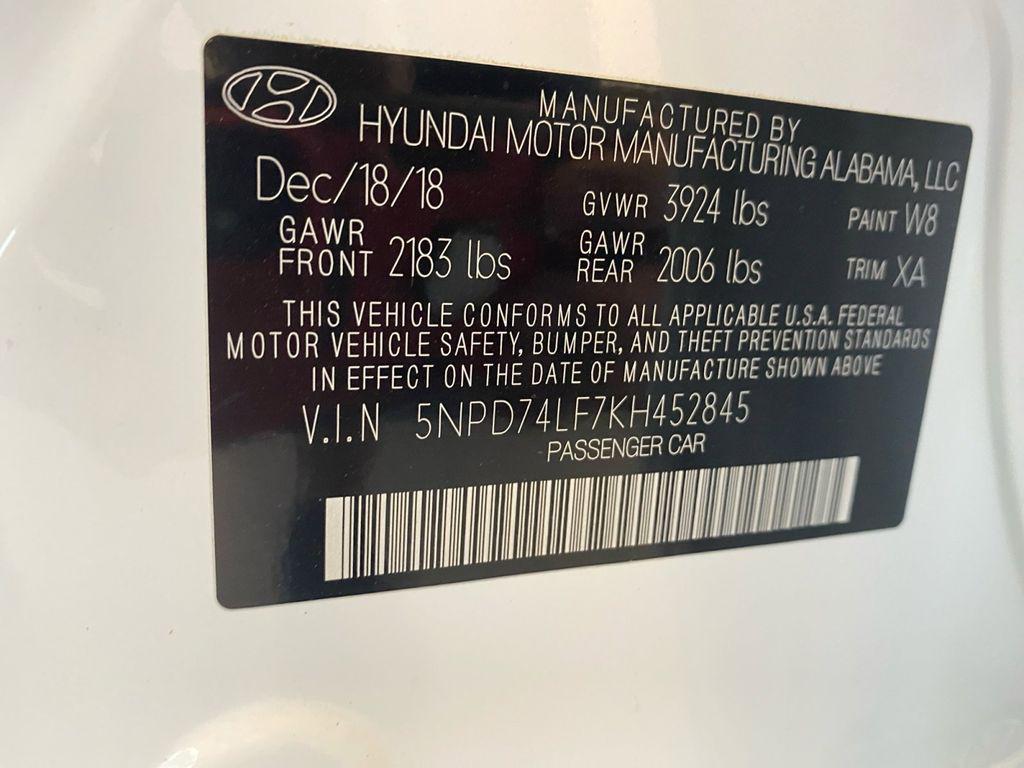 MANUFACTURED BY
HYUNDAI MOTOR MANUFACTURING ALABAMA, LLC
Dec/18/18 GVWR 3924 lbs PAINT W8
GAWR FRONT 2183 lbs GAWR REAR 2006 lbs TRIM XA
THIS VEHICLE CONFORMS TO ALL APPLICABLE U.S.A. FEDERAL
MOTOR VEHICLE SAFETY, BUMPER, AND THEFT PREVENTION STANDARDS
IN EFFECT ON THE DATE OF MANUFACTURE SHOWN ABOVE
V.I.N 5NPD74LF7KH452845
PASSENGER CAR